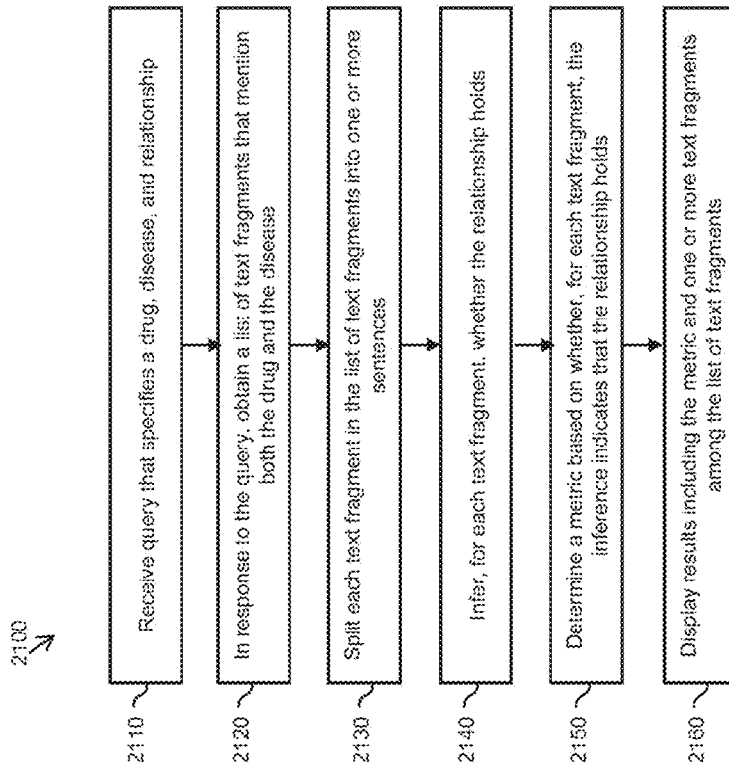 2100
2110
Receive query that specifies a drug, disease, and relationship
2120
In response to the query, obtain a list of text fragments that mention
both the drug and the disease
2130
Split each text fragment in the list of text fragments into one or more
sentences
2140
Infer, for each text fragment, whether the relationship holds
2150
Determine a metric based on whether, for each text fragment, the
inference indicates that the relationship holds
2160
Display results including the metric and one or more text fragments
among the list of text fragments